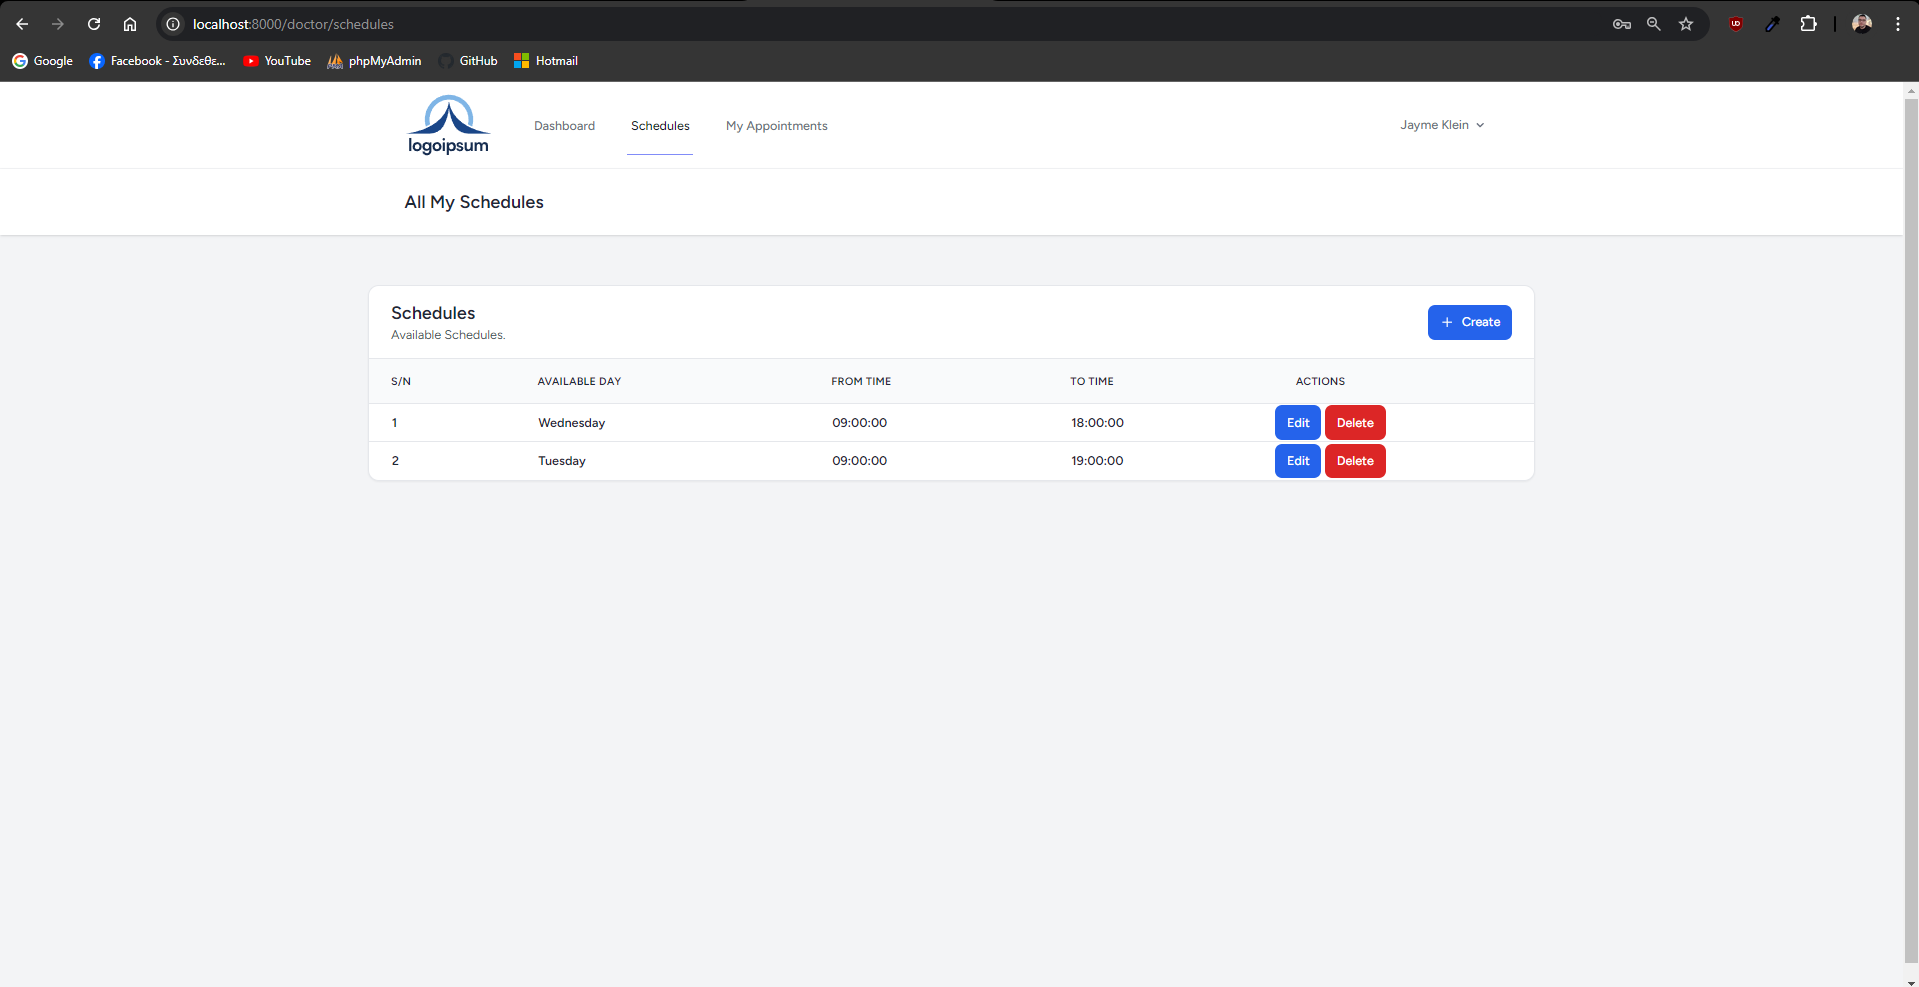 localhost:8000/doctor/schedules
Google Facebook - Συνδεθε... YouTube phpMyAdmin GitHub Hotmail
logoipsum
Dashboard Schedules My Appointments Jayme Klein
All My Schedules
Schedules
Available Schedules.
+ Create
S/N AVAILABLE DAY FROM TIME TO TIME ACTIONS
1 Wednesday 09:00:00 18:00:00 Edit Delete
2 Tuesday 09:00:00 19:00:00 Edit Delete